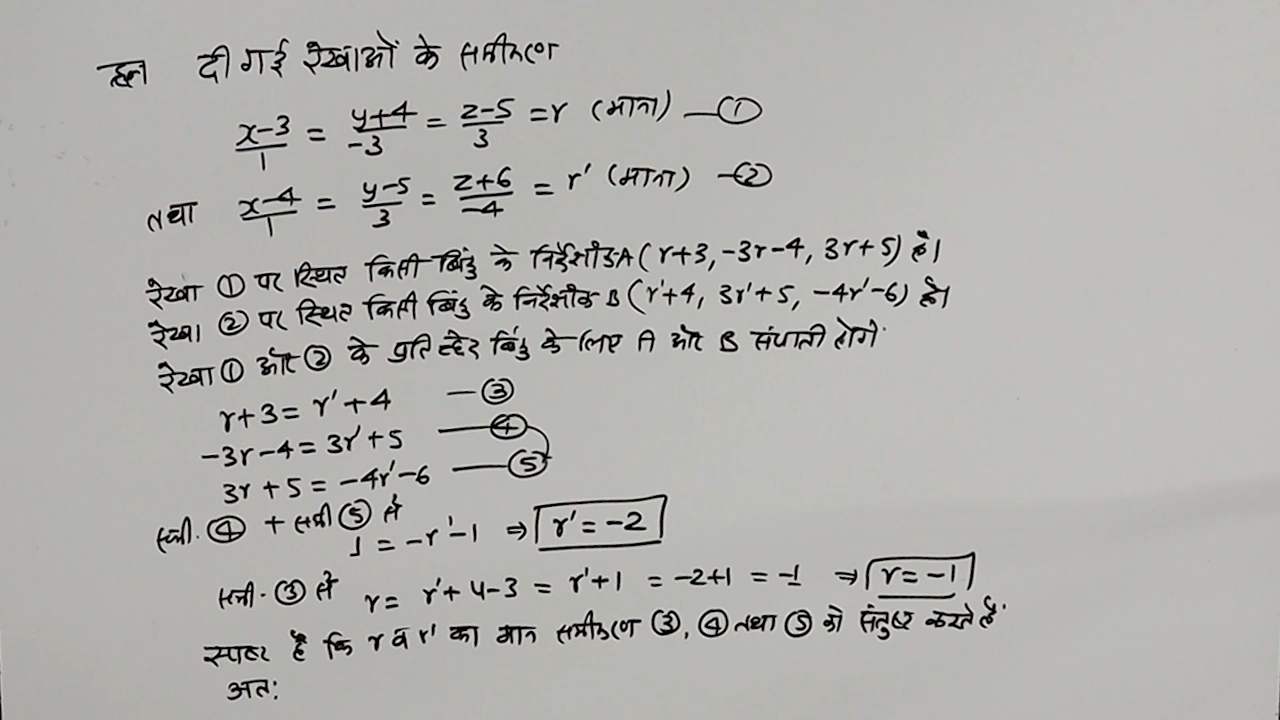 हल दी गई रेखाओं के समीकरण
x-3/1 = y+4/-3 = z-5/3 = r (माना) —①
तथा x-4/1 = y-5/3 = z+6/-4 = r' (माना) —②
रेखा ① पर स्थित किसी बिंदु के निर्देशांक A (r+3, -3r-4, 3r+5) है।
रेखा ② पर स्थित किसी बिंदु के निर्देशांक B (r'+4, 3r'+5, -4r'-6) है।
रेखा ① और ② के प्रतिच्छेद बिंदु के लिए A और B संपाती होंगे
r+3 = r'+4 —③
-3r-4 = 3r'+5 —④
3r+5 = -4r'-6 —⑤
समी. ④ + समी ⑤ से
1 = -r'-1 ⇒ r' = -2
समी. ③ से r = r'+4-3 = r'+1 = -2+1 = -1 ⇒ r = -1
स्पष्ट है कि r व r' का मान समीकरण ③, ④ तथा ⑤ को संतुष्ट करते हैं
अत: